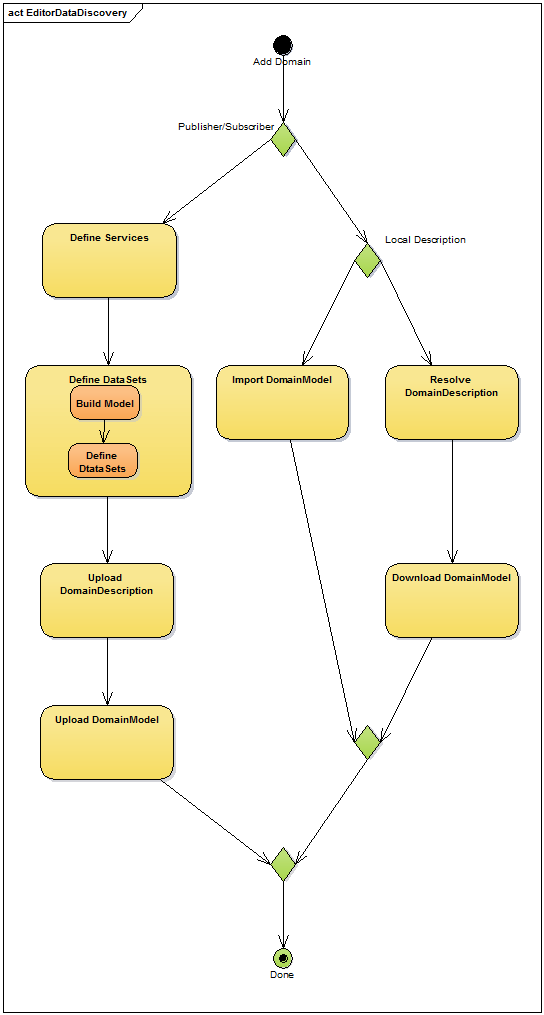 act EditorDataDiscovery
Add Domain
Publisher/Subscriber
Define Services
Local Description
Define DataSets
Build Model
Define
DtataSets
Import DomainModel
Resolve
DomainDescription
Upload
DomainDescription
Download DomainModel
Upload DomainModel
Done